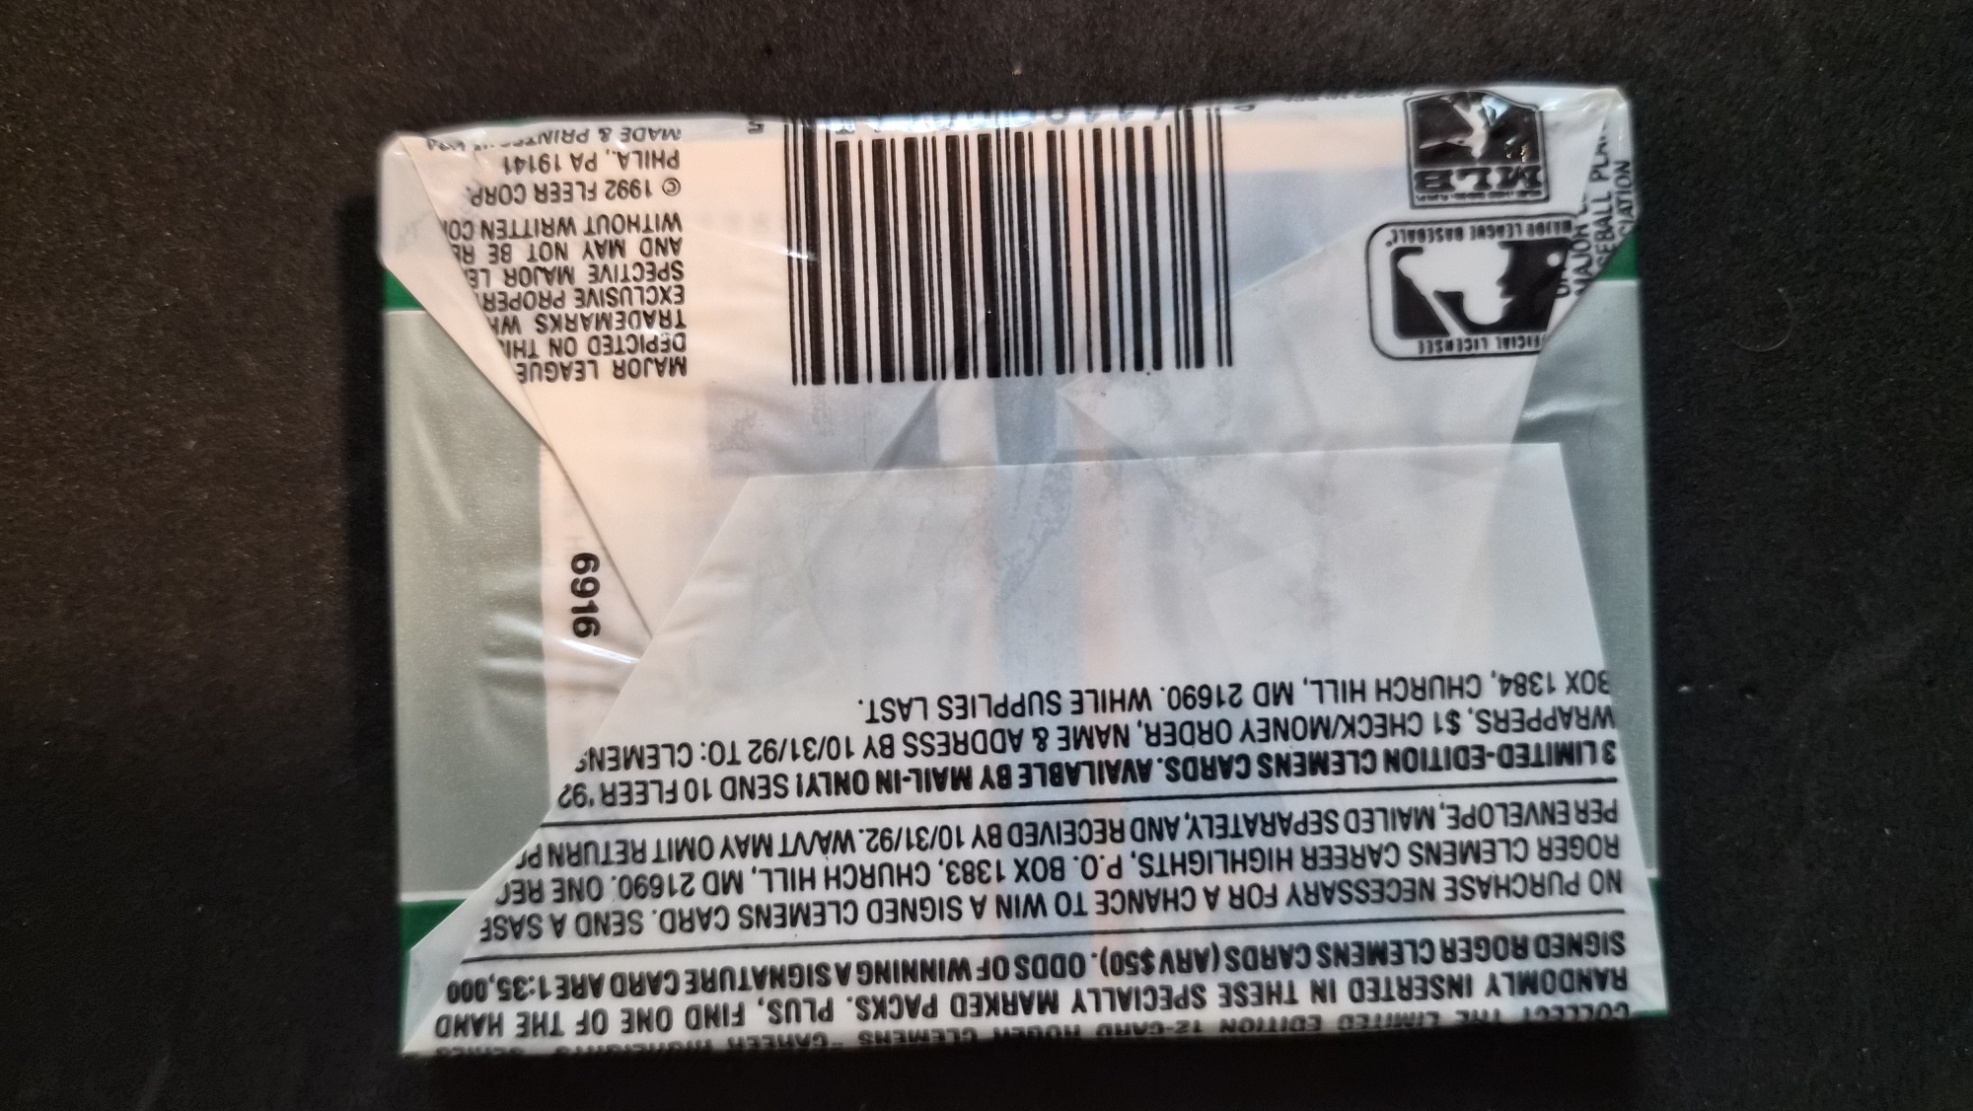 COLLECT THE LIMITED EDITION 12-CARD ROGER CLEMENS "CAREER HIGHLIGHTS" SERIES
RANDOMLY INSERTED IN THESE SPECIALLY MARKED PACKS. PLUS, FIND ONE OF THE HAND
SIGNED ROGER CLEMENS CARDS (ARV $50). ODDS OF WINNING A SIGNATURE CARD ARE 1:35,000
NO PURCHASE NECESSARY FOR A CHANCE TO WIN A SIGNED CLEMENS CARD. SEND A SASE
ROGER CLEMENS CAREER HIGHLIGHTS, P.O. BOX 1383, CHURCH HILL, MD 21690. ONE REQ
PER ENVELOPE, MAILED SEPARATELY, AND RECEIVED BY 10/31/92. WA/VT MAY OMIT RETURN PO
3 LIMITED-EDITION CLEMENS CARDS. AVAILABLE BY MAIL-IN ONLY! SEND 10 FLEER '92
WRAPPERS, $1 CHECK/MONEY ORDER, NAME & ADDRESS BY 10/31/92 TO: CLEMENS
BOX 1384, CHURCH HILL, MD 21690. WHILE SUPPLIES LAST.
6916
OFFICIAL LICENSEE
MAJOR LEAGUE BASEBALL
MLB
MAJOR
SEBALL PLA
CIATION
MAJOR LEAGUE
DEPICTED ON THI
TRADEMARKS WH
EXCLUSIVE PROPER
SPECTIVE MAJOR LE
AND MAY NOT BE RE
WITHOUT WRITTEN CO
© 1992 FLEER CORP.
PHILA., PA 19141
MADE & PRINTED USA